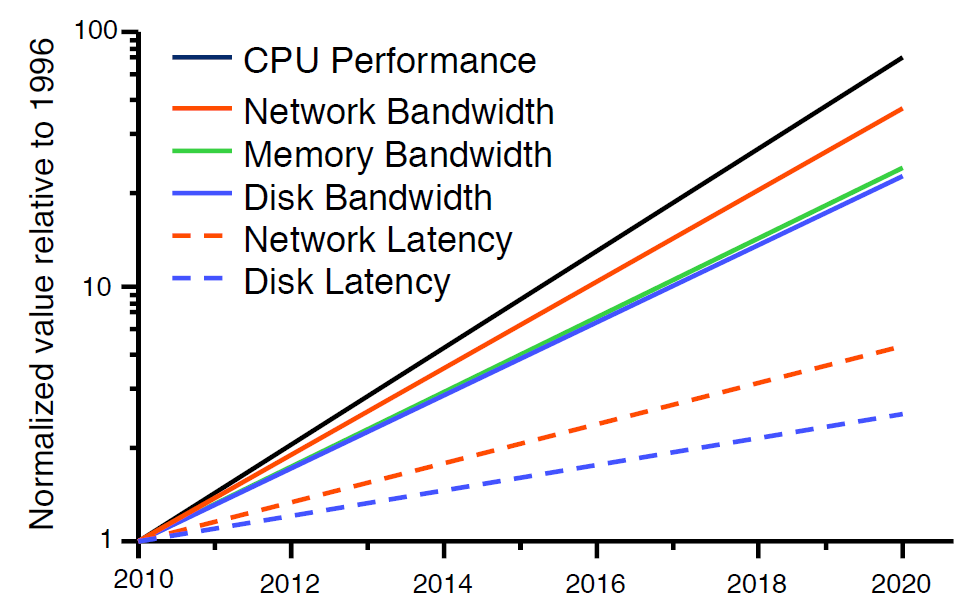 100
10
1
Normalized value relative to 1996
CPU Performance
Network Bandwidth
Memory Bandwidth
Disk Bandwidth
Network Latency
Disk Latency
2010 2012 2014 2016 2018 2020